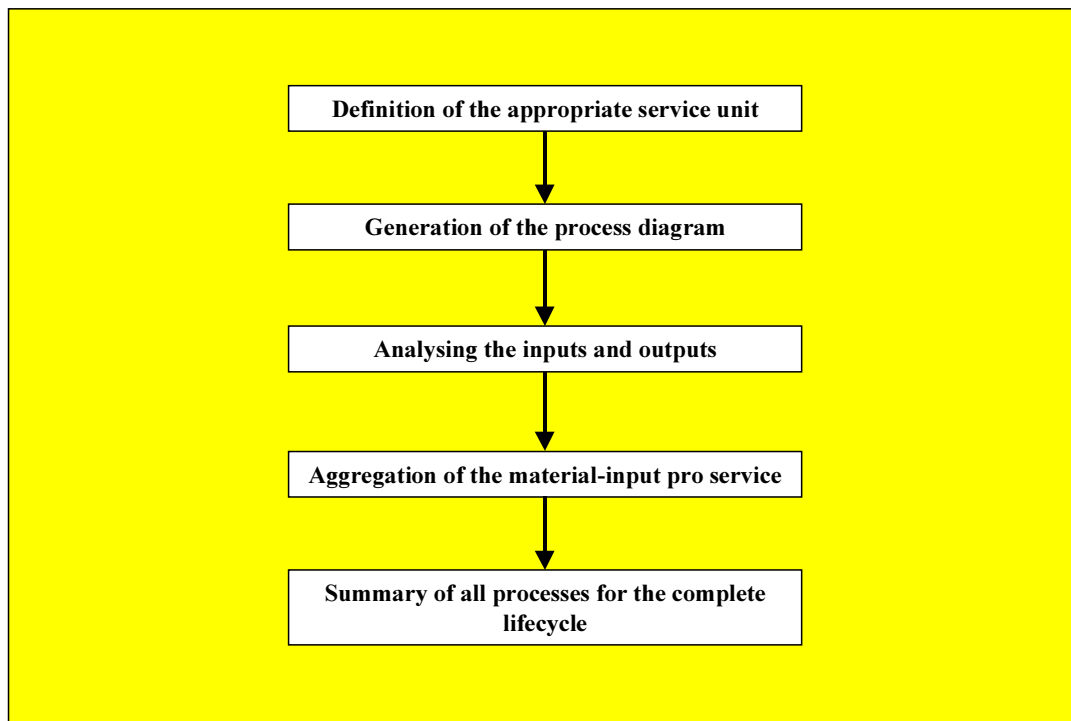 Definition of the appropriate service unit
Generation of the process diagram
Analysing the inputs and outputs
Aggregation of the material-input pro service
Summary of all processes for the complete
lifecycle